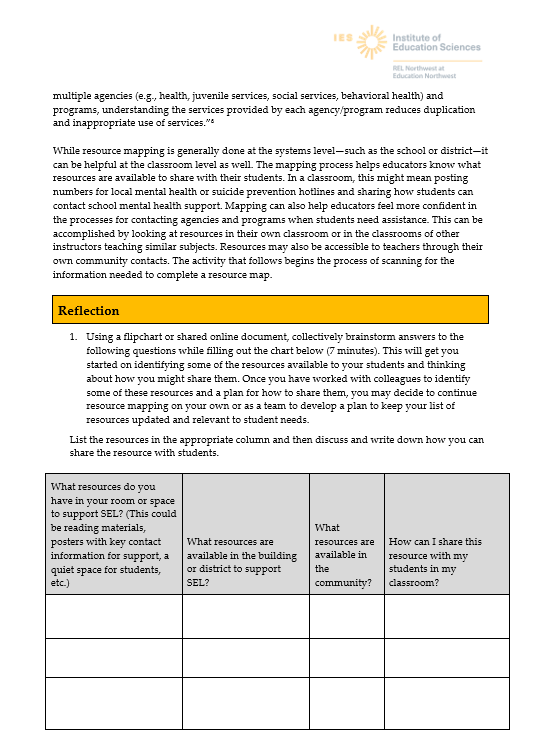 IES
Institute of
Education Sciences
REL Northwest at
Education Northwest
multiple agencies (e.g., health, juvenile services, social services, behavioral health) and
programs, understanding the services provided by each agency/program reduces duplication
and inappropriate use of services.”⁸
While resource mapping is generally done at the systems level—such as the school or district—it
can be helpful at the classroom level as well. The mapping process helps educators know what
resources are available to share with their students. In a classroom, this might mean posting
numbers for local mental health or suicide prevention hotlines and sharing how students can
contact school mental health support. Mapping can also help educators feel more confident in
the processes for contacting agencies and programs when students need assistance. This can be
accomplished by looking at resources in their own classroom or in the classrooms of other
instructors teaching similar subjects. Resources may also be accessible to teachers through their
own community contacts. The activity that follows begins the process of scanning for the
information needed to complete a resource map.
Reflection
1. Using a flipchart or shared online document, collectively brainstorm answers to the
following questions while filling out the chart below (7 minutes). This will get you
started on identifying some of the resources available to your students and thinking
about how you might share them. Once you have worked with colleagues to identify
some of these resources and a plan for how to share them, you may decide to continue
resource mapping on your own or as a team to develop a plan to keep your list of
resources updated and relevant to student needs.
List the resources in the appropriate column and then discuss and write down how you can
share the resource with students.
What resources do you
have in your room or space
to support SEL? (This could
be reading materials,
posters with key contact
information for support, a
quiet space for students,
etc.)
What resources are
available in the building
or district to support
SEL?
What
resources are
available in
the
community?
How can I share this
resource with my
students in my
classroom?